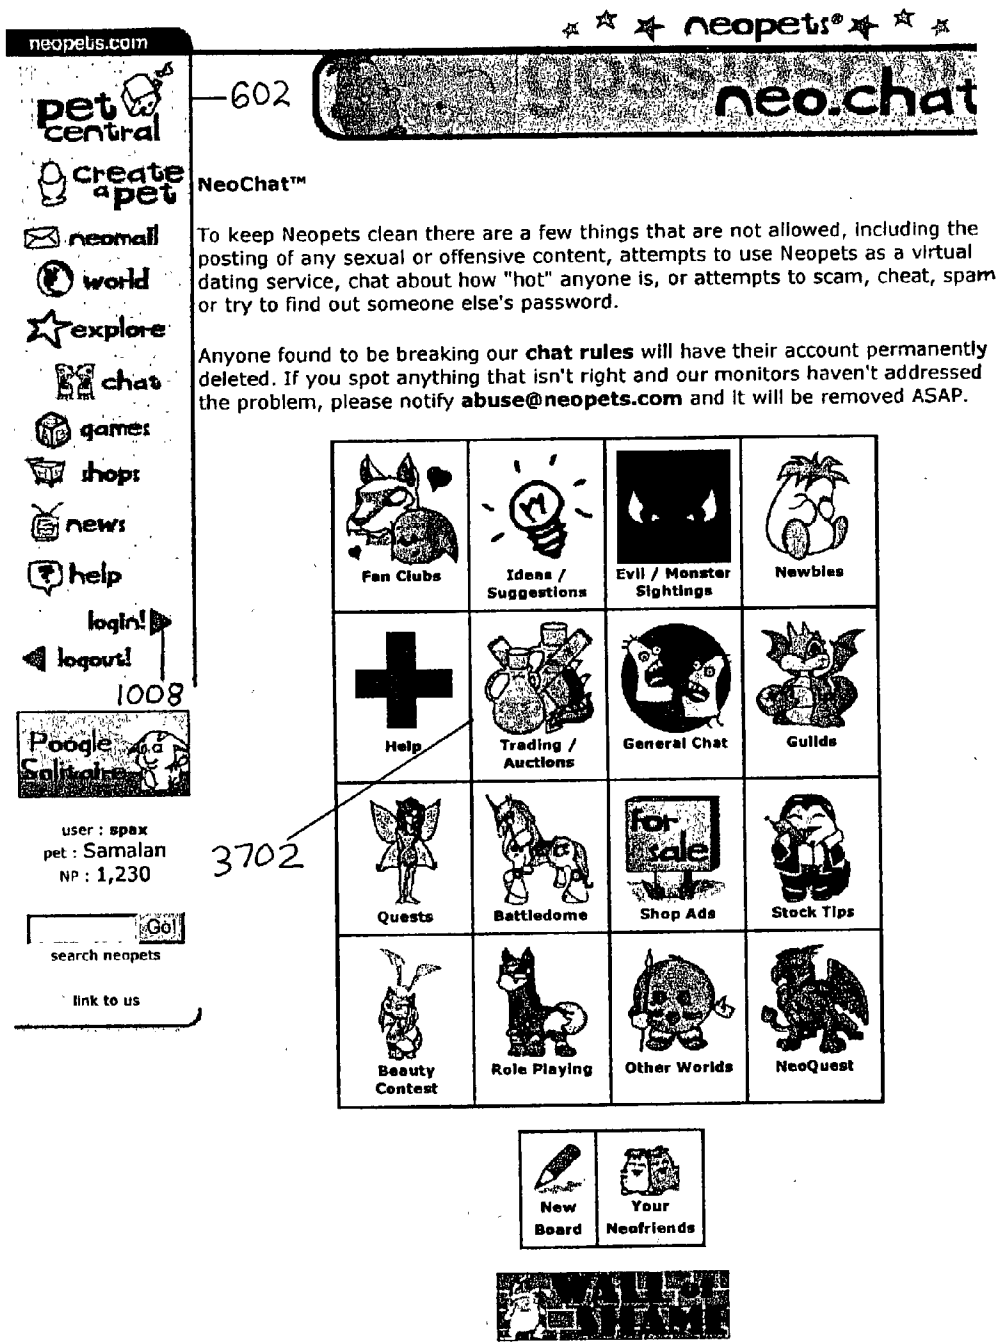 neopets®
neopets.com
neo.chat
pet
central
602
create
a pet
neomail
world
explore
chat
games
shops
news
help
login!
logout!
1008
Poogle
Solitaire
user : spax
pet : Samalan
NP : 1,230
Go!
search neopets
link to us
NeoChat™
To keep Neopets clean there are a few things that are not allowed, including the
posting of any sexual or offensive content, attempts to use Neopets as a virtual
dating service, chat about how "hot" anyone is, or attempts to scam, cheat, spam
or try to find out someone else's password.
Anyone found to be breaking our chat rules will have their account permanently
deleted. If you spot anything that isn't right and our monitors haven't addressed
the problem, please notify abuse@neopets.com and it will be removed ASAP.
Fan Clubs
Ideas /
Suggestions
Evil / Monster
Sightings
Newbies
Help
Trading /
Auctions
General Chat
Guilds
3702
Quests
Battledome
For
sale
Shop Ads
Stock Tips
Beauty
Contest
Role Playing
Other Worlds
NeoQuest
New
Board
Your
Neofriends
WALL of
SHAME